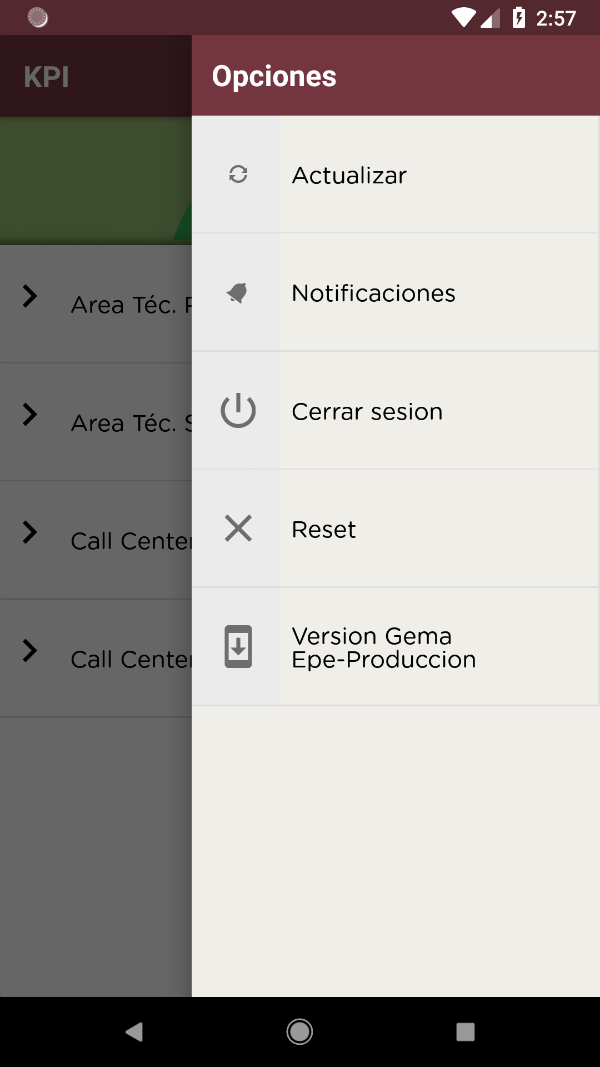 2:57
KPI
Opciones
Actualizar
Area Téc.
Notificaciones
Area Téc.
Cerrar sesion
Call Center
Reset
Call Center
Version Gema
Epe-Produccion